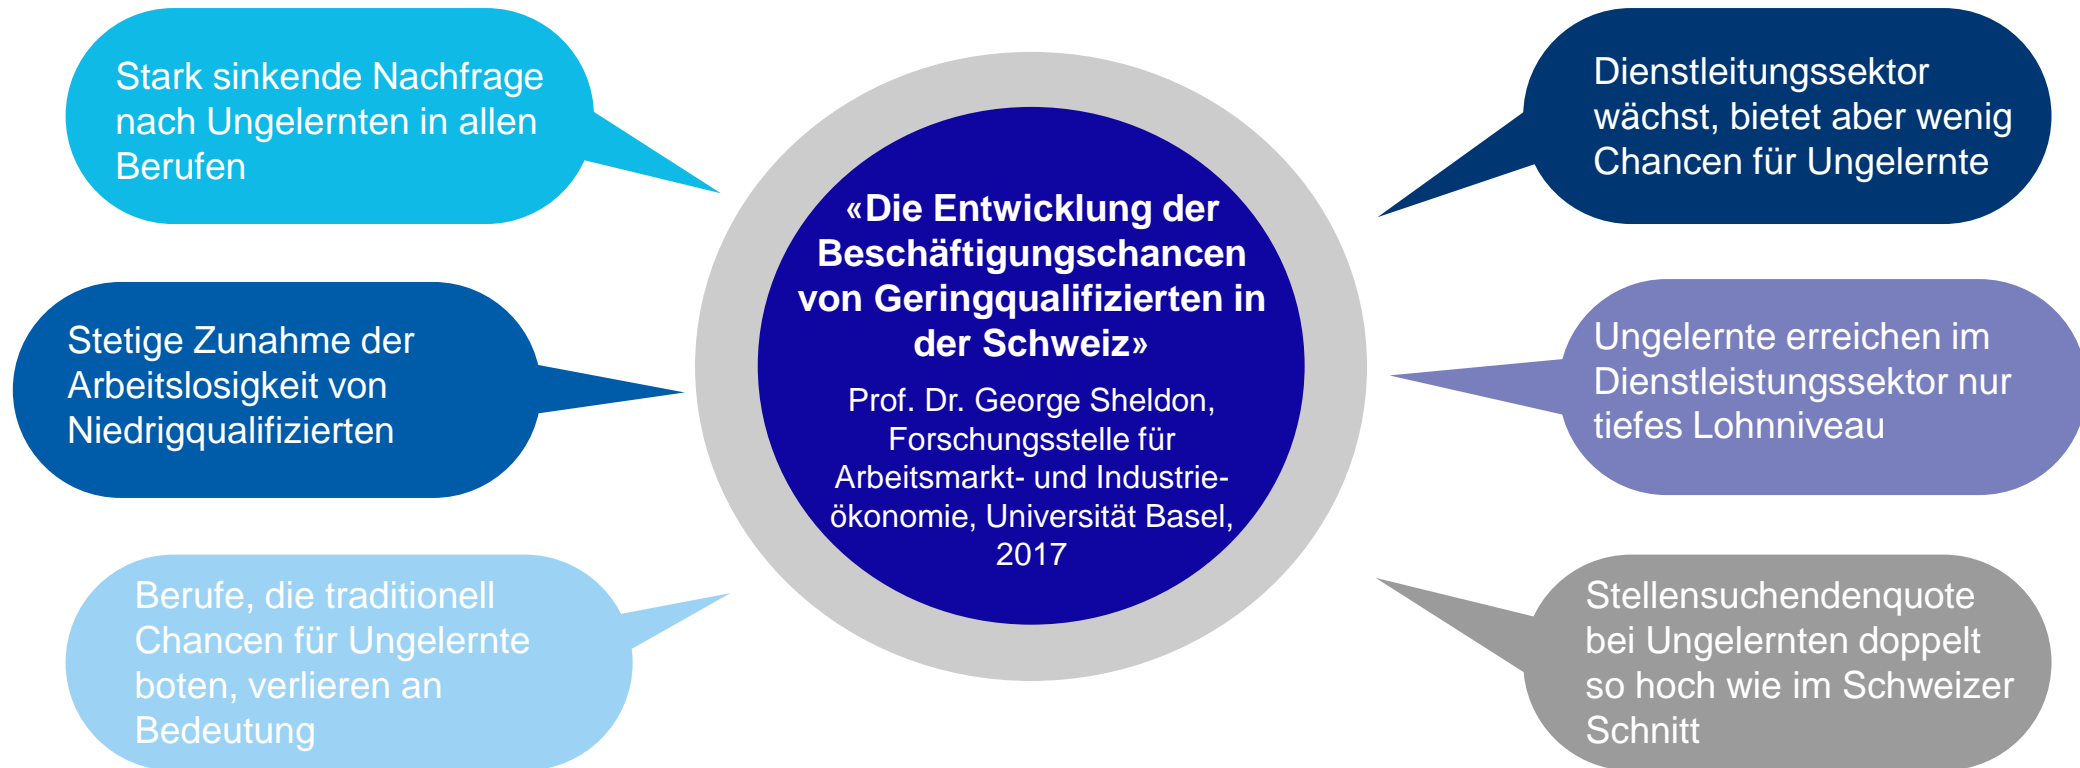 Stark sinkende Nachfrage
nach Ungelernten in allen
Berufen
Stetige Zunahme der
Arbeitslosigkeit von
Niedrigqualifizierten
Berufe, die traditionell
Chancen für Ungelernte
boten, verlieren an
Bedeutung
«Die Entwicklung der
Beschäftigungschancen
von Geringqualifizierten in
der Schweiz»
Prof. Dr. George Sheldon,
Forschungsstelle für
Arbeitsmarkt- und Industrie-
ökonomie, Universität Basel,
2017
Dienstleitungssektor
wächst, bietet aber wenig
Chancen für Ungelernte
Ungelernte erreichen im
Dienstleistungssektor nur
tiefes Lohnniveau
Stellensuchendenquote
bei Ungelernten doppelt
so hoch wie im Schweizer
Schnitt